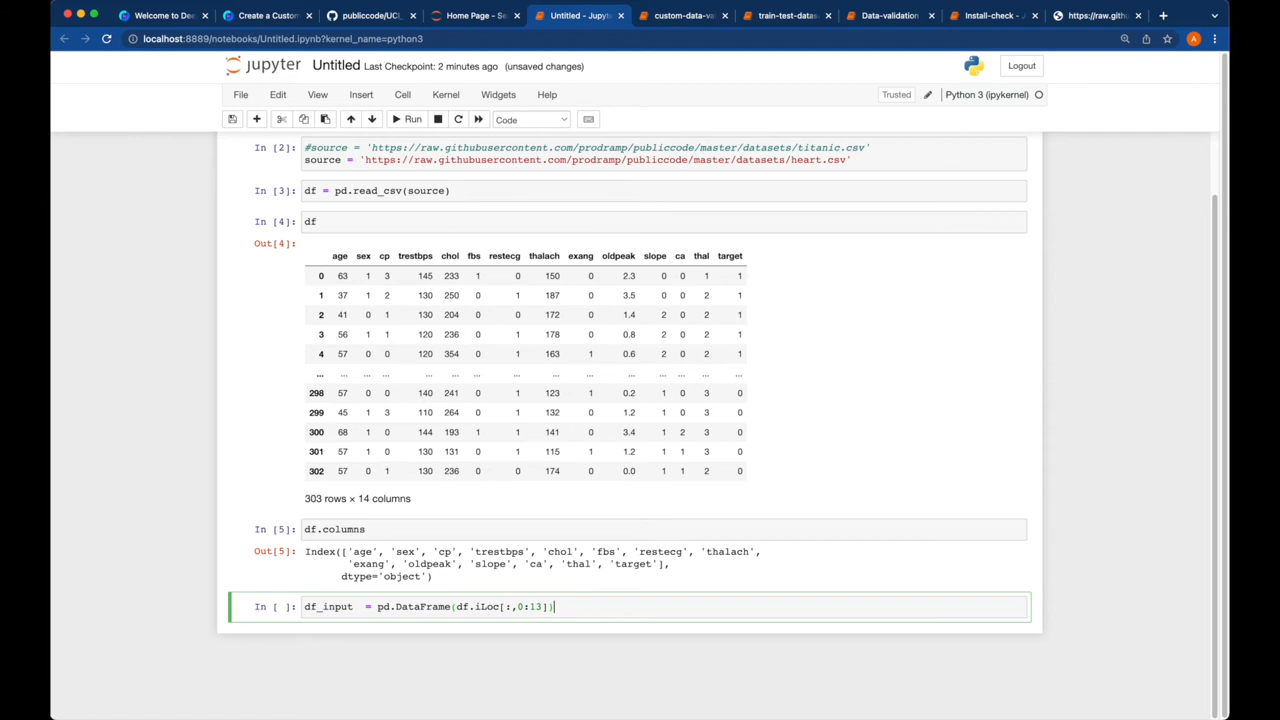 Welcome to Dee
Create a Custom
publiccode/UCI_
Home Page - Se
Untitled - Jupyte
custom-data-va
train-test-datas
Data-validation
Install-check - J
https://raw.githu
localhost:8889/notebooks/Untitled.ipynb?kernel_name=python3
A
jupyter Untitled Last Checkpoint: 2 minutes ago (unsaved changes)
Logout
File Edit View Insert Cell Kernel Widgets Help
Trusted Python 3 (ipykernel)
Run Code
In [2]: #source = 'https://raw.githubusercontent.com/prodramp/publiccode/master/datasets/titanic.csv'
source = 'https://raw.githubusercontent.com/prodramp/publiccode/master/datasets/heart.csv'
In [3]: df = pd.read_csv(source)
In [4]: df
Out[4]:
age sex cp trestbps chol fbs restecg thalach exang oldpeak slope ca thal target
0 63 1 3 145 233 1 0 150 0 2.3 0 0 1 1
1 37 1 2 130 250 0 1 187 0 3.5 0 0 2 1
2 41 0 1 130 204 0 0 172 0 1.4 2 0 2 1
3 56 1 1 120 236 0 1 178 0 0.8 2 0 2 1
4 57 0 0 120 354 0 1 163 1 0.6 2 0 2 1
... ... ... ... ... ... ... ... ... ... ... ... ... ... ...
298 57 0 0 140 241 0 1 123 1 0.2 1 0 3 0
299 45 1 3 110 264 0 1 132 0 1.2 1 0 3 0
300 68 1 0 144 193 1 1 141 0 3.4 1 2 3 0
301 57 1 0 130 131 0 1 115 1 1.2 1 1 3 0
302 57 0 1 130 236 0 0 174 0 0.0 1 1 2 0
303 rows × 14 columns
In [5]: df.columns
Out[5]: Index(['age', 'sex', 'cp', 'trestbps', 'chol', 'fbs', 'restecg', 'thalach',
'exang', 'oldpeak', 'slope', 'ca', 'thal', 'target'],
dtype='object')
In [ ]: df_input  = pd.DataFrame(df.iLoc[:,0:13])